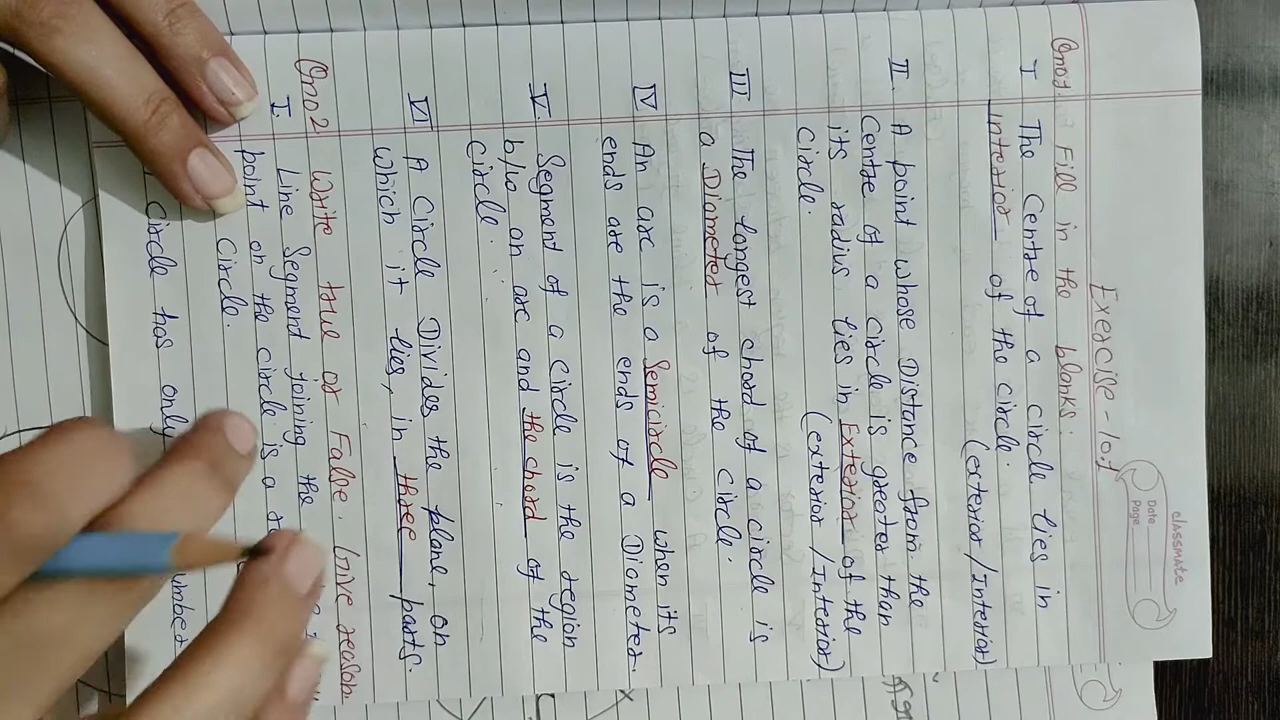 classmate
Date
Page
Exercise - 10.1
Qno1. Fill in the blanks:
I The Centre of a circle lies in
interior of the circle.
(exterior / Interior)
II. A point whose Distance from the
Centre of a circle is greater than
its radius lies in Exterior of the
circle. (exterior / Interior)
III The longest chord of a circle is
a Diameter of the circle.
IV An arc is a Semicircle when its
ends are the ends of a Diameter.
V. Segment of a circle is the region
b/w an arc and the chord of the
circle.
VI A Circle Divides the plane, on
which it lies, in three parts.
Qno2 Write true or False. Give reason
I. Line Segment joining the
point on the circle is a
Circle.
circle has only
umber